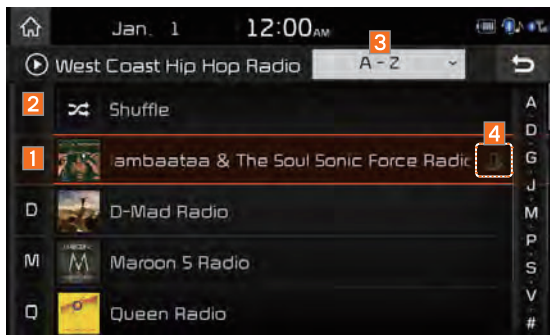 Jan. 1 12:00AM
3
West Coast Hip Hop Radio A - Z
2 Shuffle
4
1 ambaataa & The Soul Sonic Force Radio
D D-Mad Radio
M Maroon 5 Radio
Q Queen Radio
A
D
G
J
M
P
S
V
#